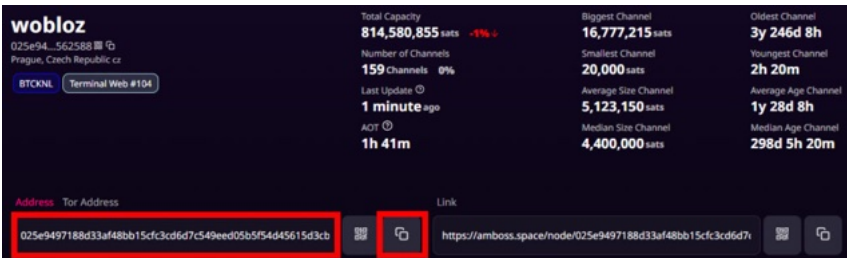 wobloz
025e94...562588
Prague, Czech Republic cz
BTCKNL Terminal Web #104
Total Capacity
814,580,855 sats -1%↓
Number of Channels
159 Channels 0%
Last Update
1 minute ago
AOT
1h 41m
Biggest Channel
16,777,215 sats
Smallest Channel
20,000 sats
Average Size Channel
5,123,150 sats
Median Size Channel
4,400,000 sats
Oldest Channel
3y 246d 8h
Youngest Channel
2h 20m
Average Age Channel
1y 28d 8h
Median Age Channel
298d 5h 20m
Address Tor Address
025e9497188d33af48bb15cfc3cd6d7c549eed05b5f54d45615d3cb
Link
https://amboss.space/node/025e9497188d33af48bb15cfc3cd6d7